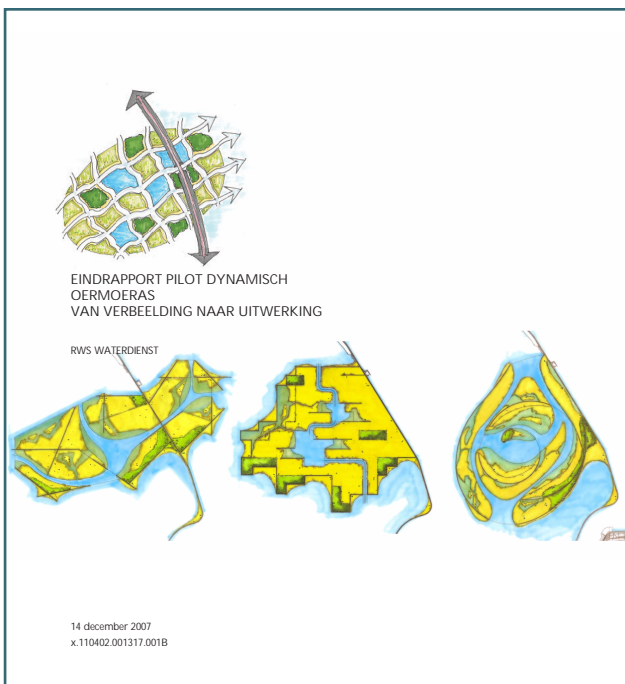 EINDRAPPORT PILOT DYNAMISCH
OERMOERAS
VAN VERBEELDING NAAR UITWERKING
RWS WATERDIENST
14 december 2007
x.110402.001317.001B